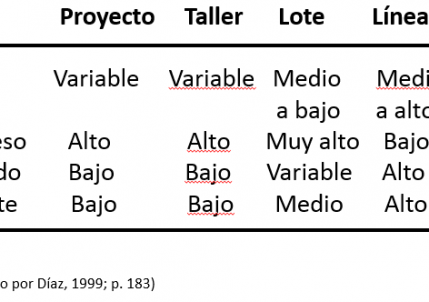 Proyecto Taller Lote Línea
Variable Variable Medio Medi
a bajo a alto
eso Alto Alto Muy alto Bajo
do Bajo Bajo Variable Alto
te Bajo Bajo Medio Alto
o por Díaz, 1999; p. 183)